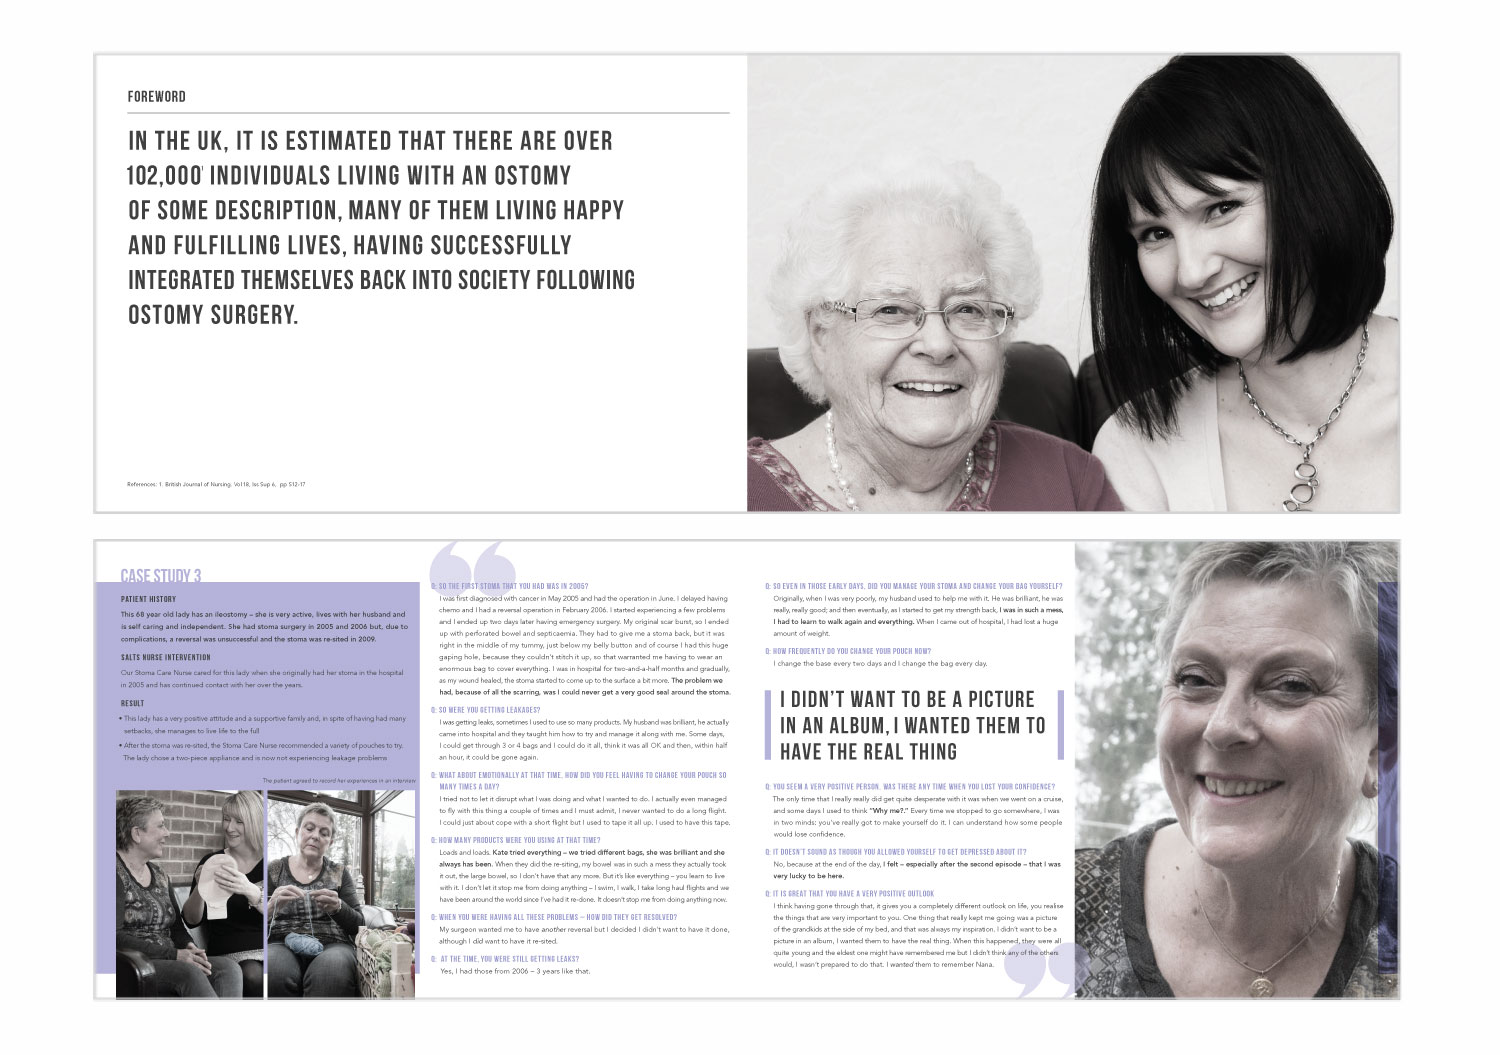 FOREWORD
IN THE UK, IT IS ESTIMATED THAT THERE ARE OVER
102,000¹ INDIVIDUALS LIVING WITH AN OSTOMY
OF SOME DESCRIPTION, MANY OF THEM LIVING HAPPY
AND FULFILLING LIVES, HAVING SUCCESSFULLY
INTEGRATED THEMSELVES BACK INTO SOCIETY FOLLOWING
OSTOMY SURGERY.
References: 1. British Journal of Nursing. Vol 18, Iss Sup 6, pp S12-17
CASE STUDY 3
PATIENT HISTORY
This 68 year old lady has an ileostomy – she is very active, lives with her husband and
is self caring and independent. She had stoma surgery in 2005 and 2006 but, due to
complications, a reversal was unsuccessful and the stoma was re-sited in 2009.
SALTS NURSE INTERVENTION
Our Stoma Care Nurse cared for this lady when she originally had her stoma in the hospital
in 2005 and has continued contact with her over the years.
RESULT
• This lady has a very positive attitude and a supportive family and, in spite of having had many
setbacks, she manages to live life to the full
• After the stoma was re-sited, the Stoma Care Nurse recommended a variety of pouches to try.
The lady chose a two-piece appliance and is now not experiencing leakage problems
The patient agreed to record her experiences in an interview
Q: SO THE FIRST STOMA THAT YOU HAD WAS IN 2005?
I was first diagnosed with cancer in May 2005 and had the operation in June. I delayed having
chemo and I had a reversal operation in February 2006. I started experiencing a few problems
and I ended up two days later having emergency surgery. My original scar burst, so I ended
up with perforated bowel and septicaemia. They had to give me a stoma back, but it was
right in the middle of my tummy, just below my belly button and of course I had this huge
gaping hole, because they couldn't stitch it up, so that warranted me having to wear an
enormous bag to cover everything. I was in hospital for two-and-a-half months and gradually,
as my wound healed, the stoma started to come up to the surface a bit more. The problem we
had, because of all the scarring, was I could never get a very good seal around the stoma.
Q: SO WERE YOU GETTING LEAKAGES?
I was getting leaks, sometimes I used to use so many products. My husband was brilliant, he actually
came into hospital and they taught him how to try and manage it along with me. Some days,
I could get through 3 or 4 bags and I could do it all, think it was all OK and then, within half
an hour, it could be gone again.
Q: WHAT ABOUT EMOTIONALLY AT THAT TIME, HOW DID YOU FEEL HAVING TO CHANGE YOUR POUCH SO
MANY TIMES A DAY?
I tried not to let it disrupt what I was doing and what I wanted to do. I actually even managed
to fly with this thing a couple of times and I must admit, I never wanted to do a long flight.
I could just about cope with a short flight but I used to tape it all up, I used to have this tape.
Q: HOW MANY PRODUCTS WERE YOU USING AT THAT TIME?
Loads and loads. Kate tried everything – we tried different bags, she was brilliant and she
always has been. When they did the re-siting, my bowel was in such a mess they actually took
it out, the large bowel, so I don't have that any more. But it's like everything – you learn to live
with it. I don't let it stop me from doing anything – I swim, I walk, I take long haul flights and we
have been around the world since I've had it re-done. It doesn't stop me from doing anything now.
Q: WHEN YOU WERE HAVING ALL THESE PROBLEMS – HOW DID THEY GET RESOLVED?
My surgeon wanted me to have another reversal but I decided I didn't want to have it done,
although I did want to have it re-sited.
Q: AT THE TIME, YOU WERE STILL GETTING LEAKS?
Yes, I had those from 2006 – 3 years like that.
Q: SO EVEN IN THOSE EARLY DAYS, DID YOU MANAGE YOUR STOMA AND CHANGE YOUR BAG YOURSELF?
Originally, when I was very poorly, my husband used to help me with it. He was brilliant, he was
really, really good; and then eventually, as I started to get my strength back, I was in such a mess,
I had to learn to walk again and everything. When I came out of hospital, I had lost a huge
amount of weight.
Q: HOW FREQUENTLY DO YOU CHANGE YOUR POUCH NOW?
I change the base every two days and I change the bag every day.
I DIDN'T WANT TO BE A PICTURE
IN AN ALBUM, I WANTED THEM TO
HAVE THE REAL THING
Q: YOU SEEM A VERY POSITIVE PERSON. WAS THERE ANY TIME WHEN YOU LOST YOUR CONFIDENCE?
The only time that I really really did get quite desperate with it was when we went on a cruise,
and some days I used to think "Why me?." Every time we stopped to go somewhere, I was
in two minds; you've really got to make yourself do it. I can understand how some people
would lose confidence.
Q: IT DOESN'T SOUND AS THOUGH YOU ALLOWED YOURSELF TO GET DEPRESSED ABOUT IT?
No, because at the end of the day, I felt – especially after the second episode – that I was
very lucky to be here.
Q: IT IS GREAT THAT YOU HAVE A VERY POSITIVE OUTLOOK
I think having gone through that, it gives you a completely different outlook on life, you realise
the things that are very important to you. One thing that really kept me going was a picture
of the grandkids at the side of my bed, and that was always my inspiration. I didn't want to be a
picture in an album, I wanted them to have the real thing. When this happened, they were all
quite young and the eldest one might have remembered me but I didn't think any of the others
would, I wasn't prepared to do that. I wanted them to remember Nana.